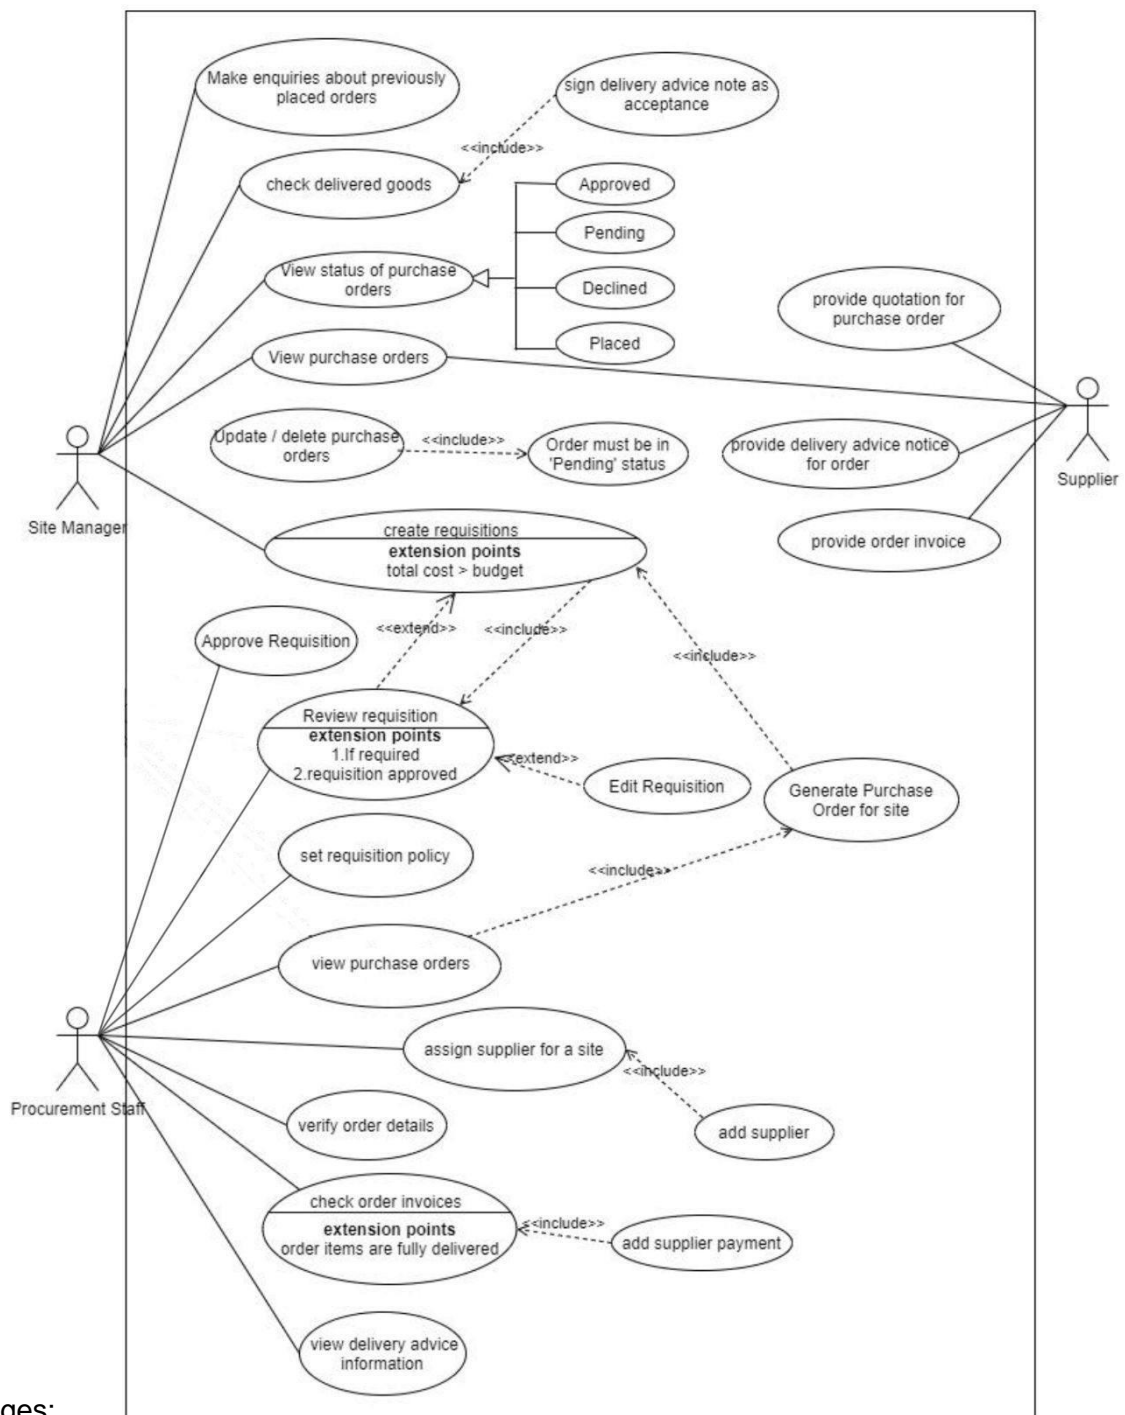 Make enquiries about previously
placed orders
sign delivery advice note as
acceptance
<<include>>
check delivered goods
Approved
Pending
View status of purchase
orders
Declined
Placed
provide quotation for
purchase order
View purchase orders
Update / delete purchase
orders
<<include>>
Order must be in
'Pending' status
provide delivery advice notice
for order
Supplier
Site Manager
provide order invoice
create requisitions
extension points
total cost > budget
<<extend>>
<<include>>
Approve Requisition
<<include>>
Review requisition
extension points
1.If required
2.requisition approved
<<extend>>
Edit Requisition
Generate Purchase
Order for site
set requisition policy
<<include>>
view purchase orders
assign supplier for a site
<<include>>
Procurement Staff
verify order details
add supplier
check order invoices
extension points
order items are fully delivered
<<include>>
add supplier payment
view delivery advice
information
ges: